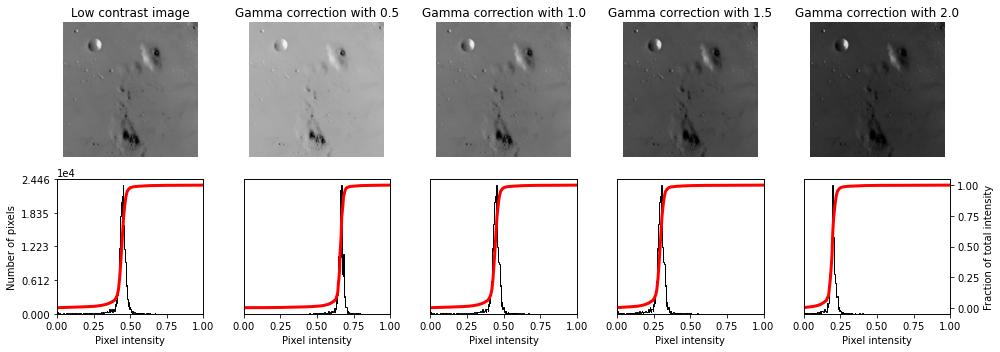 Low contrast image
Gamma correction with 0.5
Gamma correction with 1.0
Gamma correction with 1.5
Gamma correction with 2.0
1e4
2.446
1.835
1.223
0.612
0.000
Number of pixels
0.00 0.25 0.50 0.75 1.00
Pixel intensity
0.00 0.25 0.50 0.75 1.00
Pixel intensity
0.00 0.25 0.50 0.75 1.00
Pixel intensity
0.00 0.25 0.50 0.75 1.00
Pixel intensity
0.00 0.25 0.50 0.75 1.00
Pixel intensity
1.00
0.75
0.50
0.25
0.00
Fraction of total intensity